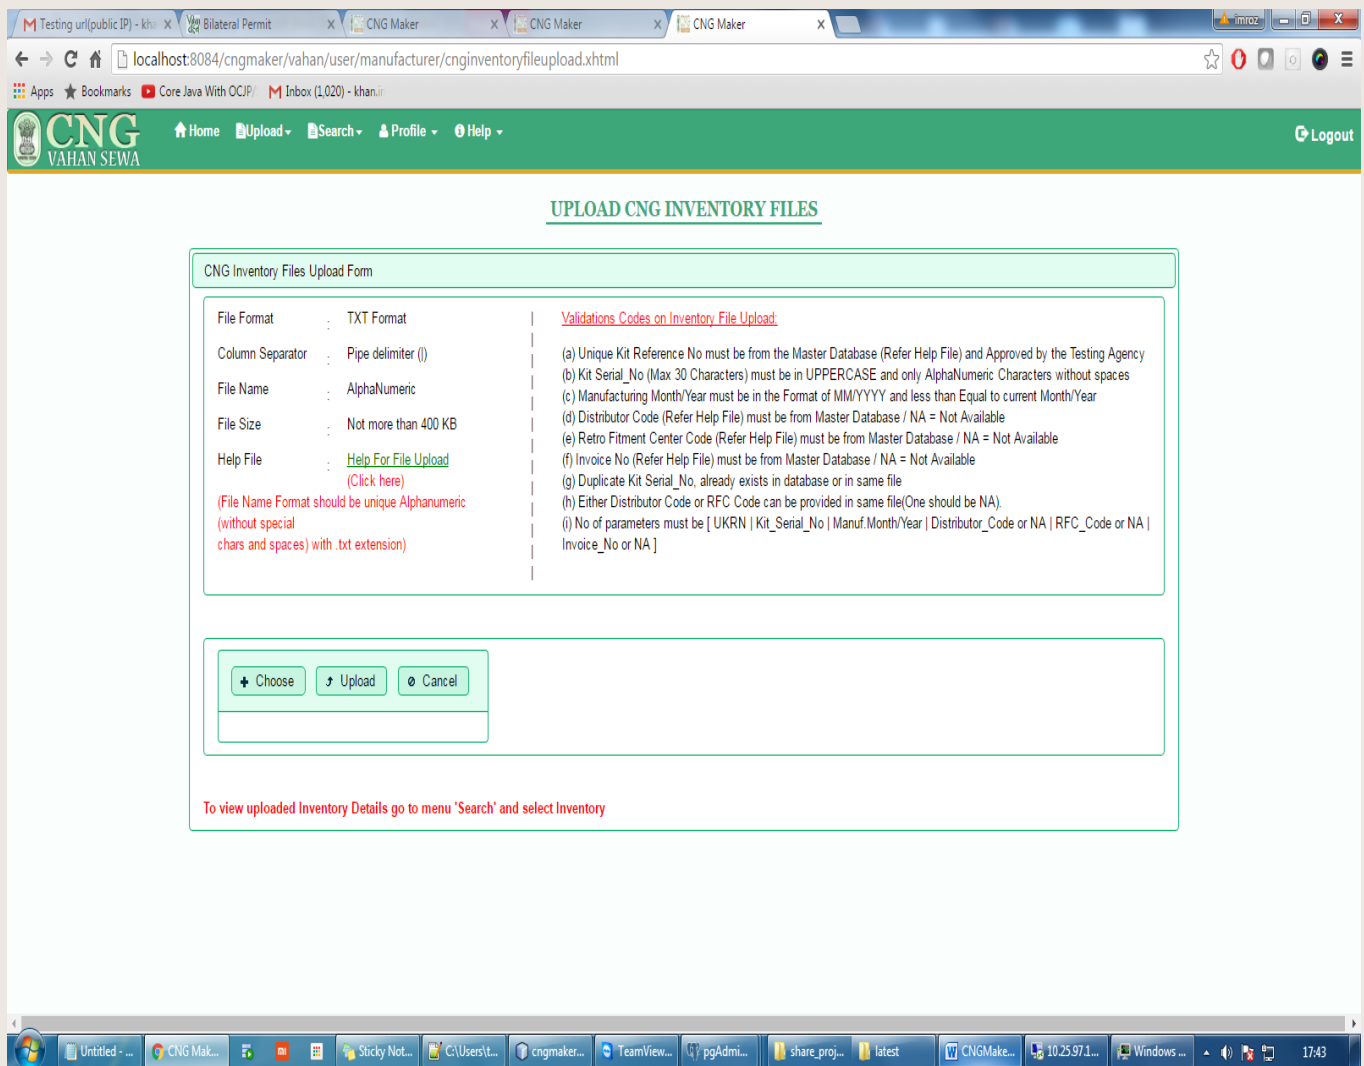 Testing url(public IP) - kha
Bilateral Permit
CNG Maker
CNG Maker
CNG Maker
imroz
localhost:8084/cngmaker/vahan/user/manufacturer/cnginventoryfileupload.xhtml
Apps
Bookmarks
Core Java With OCJP/
Inbox (1,020) - khan.in
CNG
VAHAN SEWA
Home
Upload
Search
Profile
Help
Logout
UPLOAD CNG INVENTORY FILES
CNG Inventory Files Upload Form
File Format : TXT Format
Column Separator : Pipe delimiter (|)
File Name : AlphaNumeric
File Size : Not more than 400 KB
Help File : Help For File Upload
(Click here)
(File Name Format should be unique Alphanumeric
(without special
chars and spaces) with .txt extension)
Validations Codes on Inventory File Upload:
(a) Unique Kit Reference No must be from the Master Database (Refer Help File) and Approved by the Testing Agency
(b) Kit Serial_No (Max 30 Characters) must be in UPPERCASE and only AlphaNumeric Characters without spaces
(c) Manufacturing Month/Year must be in the Format of MM/YYYY and less than Equal to current Month/Year
(d) Distributor Code (Refer Help File) must be from Master Database / NA = Not Available
(e) Retro Fitment Center Code (Refer Help File) must be from Master Database / NA = Not Available
(f) Invoice No (Refer Help File) must be from Master Database / NA = Not Available
(g) Duplicate Kit Serial_No, already exists in database or in same file
(h) Either Distributor Code or RFC Code can be provided in same file(One should be NA).
(i) No of parameters must be [ UKRN | Kit_Serial_No | Manuf.Month/Year | Distributor_Code or NA | RFC_Code or NA |
Invoice_No or NA ]
Choose
Upload
Cancel
To view uploaded Inventory Details go to menu 'Search' and select Inventory
Untitled - ...
CNG Mak...
Sticky Not...
C:\Users\t...
cngmaker...
TeamView...
pgAdmi...
share_proj...
latest
CNGMake...
10.25.97.1...
Windows ...
17:43